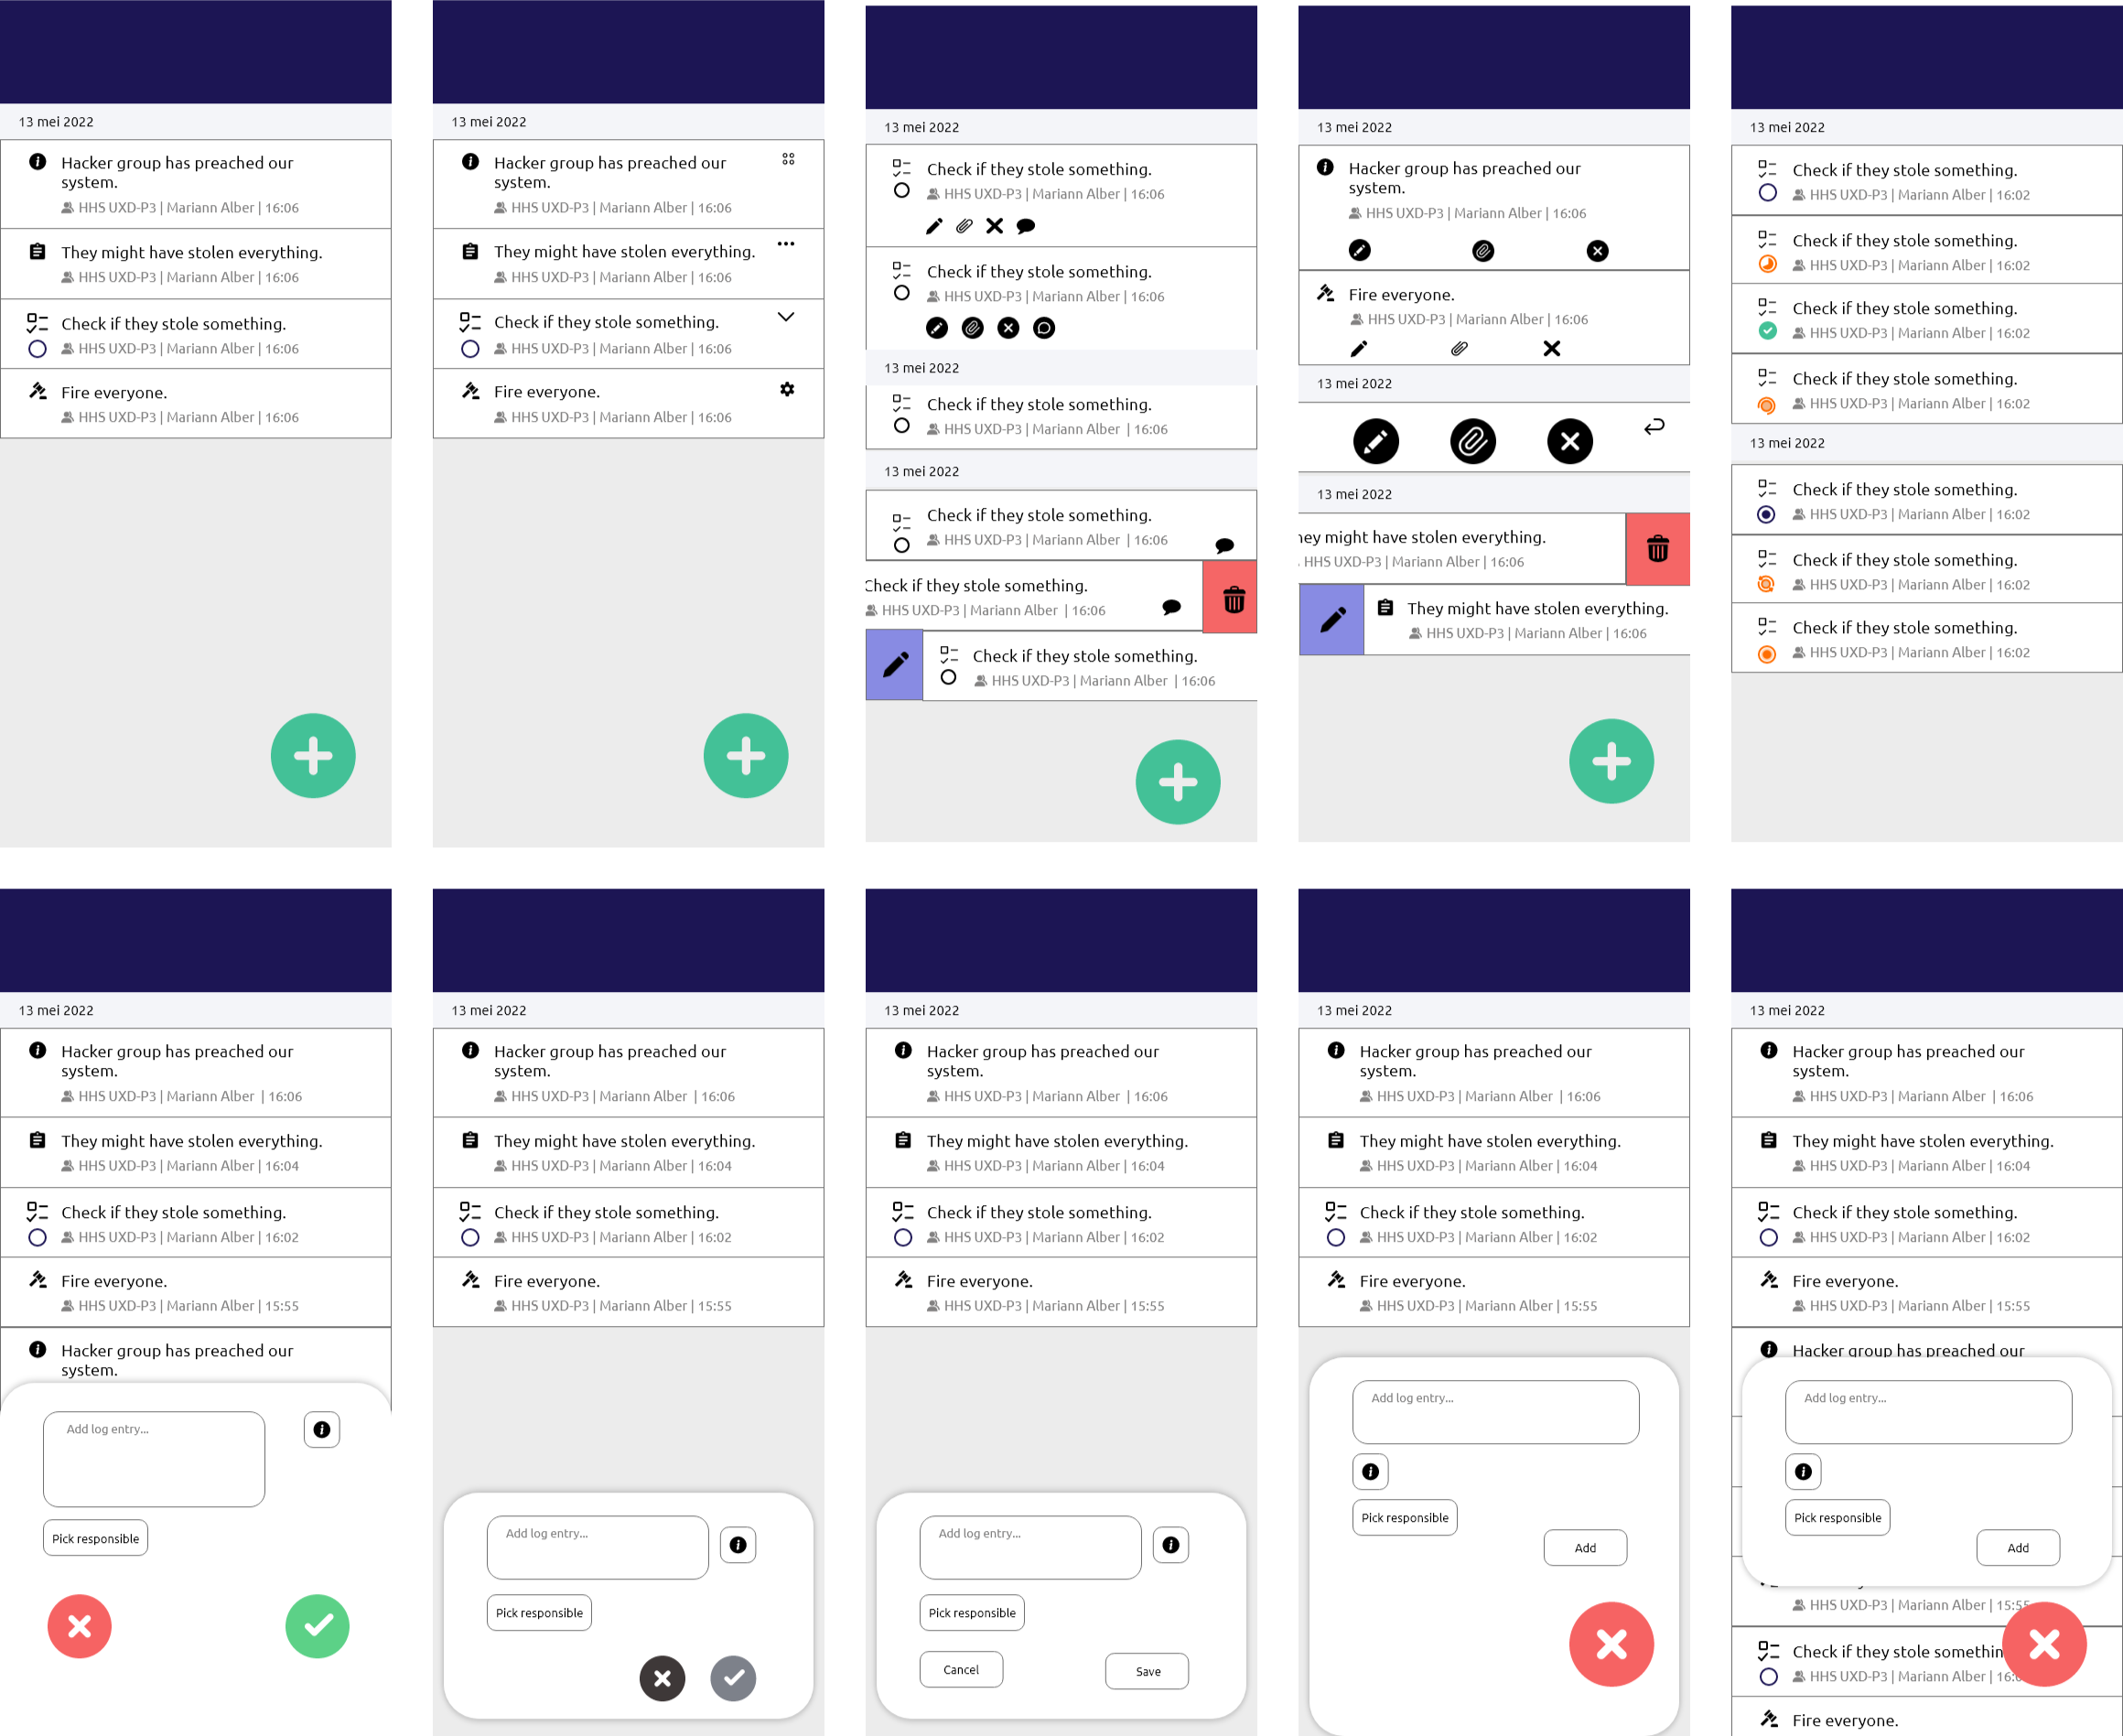 13 mei 2022
Hacker group has preached our
system.
HHS UXD-P3 | Mariann Alber | 16:06
They might have stolen everything.
HHS UXD-P3 | Mariann Alber | 16:06
Check if they stole something.
HHS UXD-P3 | Mariann Alber | 16:06
Fire everyone.
HHS UXD-P3 | Mariann Alber | 16:06
13 mei 2022
Hacker group has preached our
system.
HHS UXD-P3 | Mariann Alber | 16:06
They might have stolen everything.
HHS UXD-P3 | Mariann Alber | 16:06
Check if they stole something.
HHS UXD-P3 | Mariann Alber | 16:06
Fire everyone.
HHS UXD-P3 | Mariann Alber | 16:06
13 mei 2022
Check if they stole something.
HHS UXD-P3 | Mariann Alber | 16:06
Check if they stole something.
HHS UXD-P3 | Mariann Alber | 16:06
13 mei 2022
Check if they stole something.
HHS UXD-P3 | Mariann Alber | 16:06
13 mei 2022
Check if they stole something.
HHS UXD-P3 | Mariann Alber | 16:06
Check if they stole something.
HHS UXD-P3 | Mariann Alber | 16:06
Check if they stole something.
HHS UXD-P3 | Mariann Alber | 16:06
13 mei 2022
Hacker group has preached our
system.
HHS UXD-P3 | Mariann Alber | 16:06
Fire everyone.
HHS UXD-P3 | Mariann Alber | 16:06
13 mei 2022
13 mei 2022
hey might have stolen everything.
HHS UXD-P3 | Mariann Alber | 16:06
They might have stolen everything.
HHS UXD-P3 | Mariann Alber | 16:06
13 mei 2022
Check if they stole something.
HHS UXD-P3 | Mariann Alber | 16:02
Check if they stole something.
HHS UXD-P3 | Mariann Alber | 16:02
Check if they stole something.
HHS UXD-P3 | Mariann Alber | 16:02
Check if they stole something.
HHS UXD-P3 | Mariann Alber | 16:02
13 mei 2022
Check if they stole something.
HHS UXD-P3 | Mariann Alber | 16:02
Check if they stole something.
HHS UXD-P3 | Mariann Alber | 16:02
Check if they stole something.
HHS UXD-P3 | Mariann Alber | 16:02
13 mei 2022
Hacker group has preached our
system.
HHS UXD-P3 | Mariann Alber | 16:06
They might have stolen everything.
HHS UXD-P3 | Mariann Alber | 16:04
Check if they stole something.
HHS UXD-P3 | Mariann Alber | 16:02
Fire everyone.
HHS UXD-P3 | Mariann Alber | 15:55
Hacker group has preached our
system.
Add log entry...
Pick responsible
13 mei 2022
Hacker group has preached our
system.
HHS UXD-P3 | Mariann Alber | 16:06
They might have stolen everything.
HHS UXD-P3 | Mariann Alber | 16:04
Check if they stole something.
HHS UXD-P3 | Mariann Alber | 16:02
Fire everyone.
HHS UXD-P3 | Mariann Alber | 15:55
Add log entry...
Pick responsible
13 mei 2022
Hacker group has preached our
system.
HHS UXD-P3 | Mariann Alber | 16:06
They might have stolen everything.
HHS UXD-P3 | Mariann Alber | 16:04
Check if they stole something.
HHS UXD-P3 | Mariann Alber | 16:02
Fire everyone.
HHS UXD-P3 | Mariann Alber | 15:55
Add log entry...
Pick responsible
Cancel
Save
13 mei 2022
Hacker group has preached our
system.
HHS UXD-P3 | Mariann Alber | 16:06
They might have stolen everything.
HHS UXD-P3 | Mariann Alber | 16:04
Check if they stole something.
HHS UXD-P3 | Mariann Alber | 16:02
Fire everyone.
HHS UXD-P3 | Mariann Alber | 15:55
Add log entry...
Pick responsible
Add
13 mei 2022
Hacker group has preached our
system.
HHS UXD-P3 | Mariann Alber | 16:06
They might have stolen everything.
HHS UXD-P3 | Mariann Alber | 16:04
Check if they stole something.
HHS UXD-P3 | Mariann Alber | 16:02
Fire everyone.
HHS UXD-P3 | Mariann Alber | 15:55
Hacker group has preached our
Add log entry...
Pick responsible
Add
HHS UXD-P3 | Mariann Alber | 15:55
Check if they stole somethin
HHS UXD-P3 | Mariann Alber | 16:
Fire everyone.